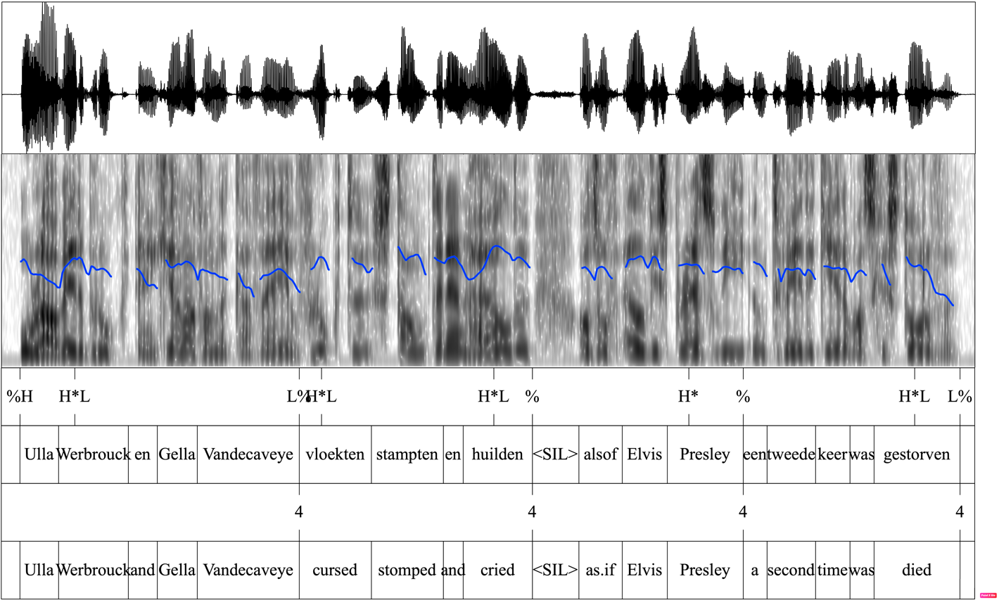 %H H*L L% H*L H*L % H* % H*L L%
Ulla Werbrouck en Gella Vandecaveye vloekten stampten en huilden <SIL> alsof Elvis Presley een tweede keer was gestorven
4 4 4 4
Ulla Werbrouck and Gella Vandecaveye cursed stomped and cried <SIL> as.if Elvis Presley a second time was died